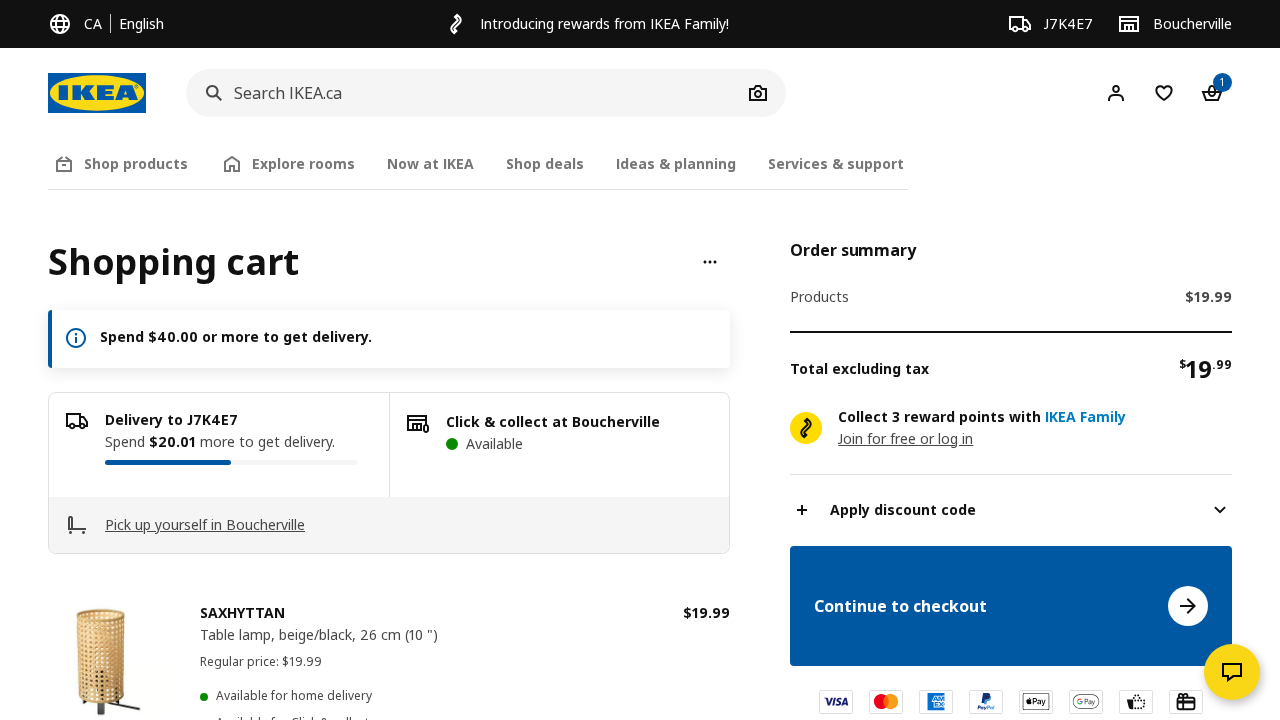 CA English
Introducing rewards from IKEA Family!
J7K4E7
Boucherville
IKEA
Search IKEA.ca
1
Shop products
Explore rooms
Now at IKEA
Shop deals
Ideas & planning
Services & support
Shopping cart
Spend $40.00 or more to get delivery.
Delivery to J7K4E7
Spend $20.01 more to get delivery.
Click & collect at Boucherville
Available
Pick up yourself in Boucherville
SAXHYTTAN
$19.99
Table lamp, beige/black, 26 cm (10 ")
Regular price: $19.99
Available for home delivery
Available for Click & collect
Order summary
Products
$19.99
Total excluding tax
$19.99
Collect 3 reward points with IKEA Family
Join for free or log in
Apply discount code
Continue to checkout
VISA
AMEX
PayPal
Pay
G Pay